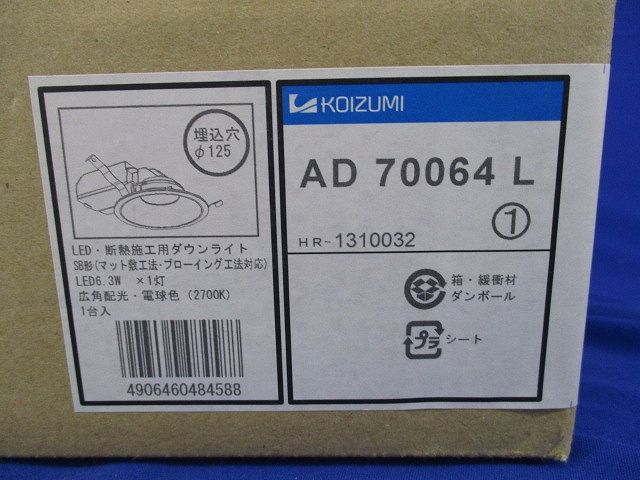 埋込穴
φ125
LED・断熱施工用ダウンライト
SB形(マット敷工法・ブローイング工法対応)
LED6.3W ×1灯
広角配光・電球色（2700K）
1台入
4906460484588
KOIZUMI
AD 70064 L
①
HR-1310032
箱・緩衝材
ダンボール
プラ
シート